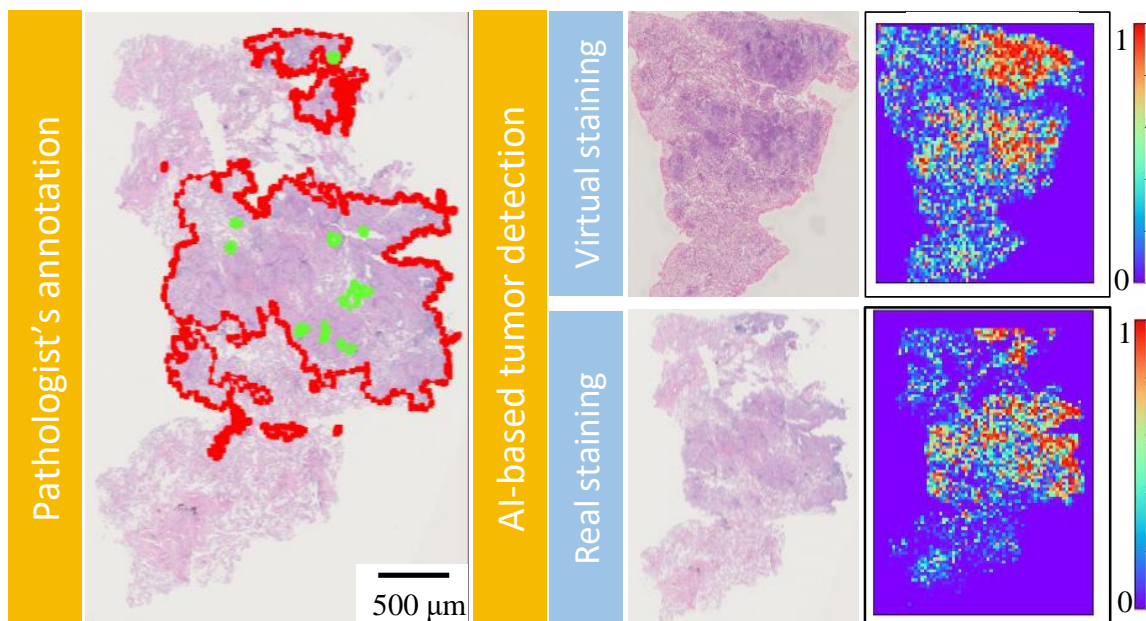 Pathologist's annotation
500 μm
AI-based tumor detection
Virtual staining
1
0
Real staining
1
0